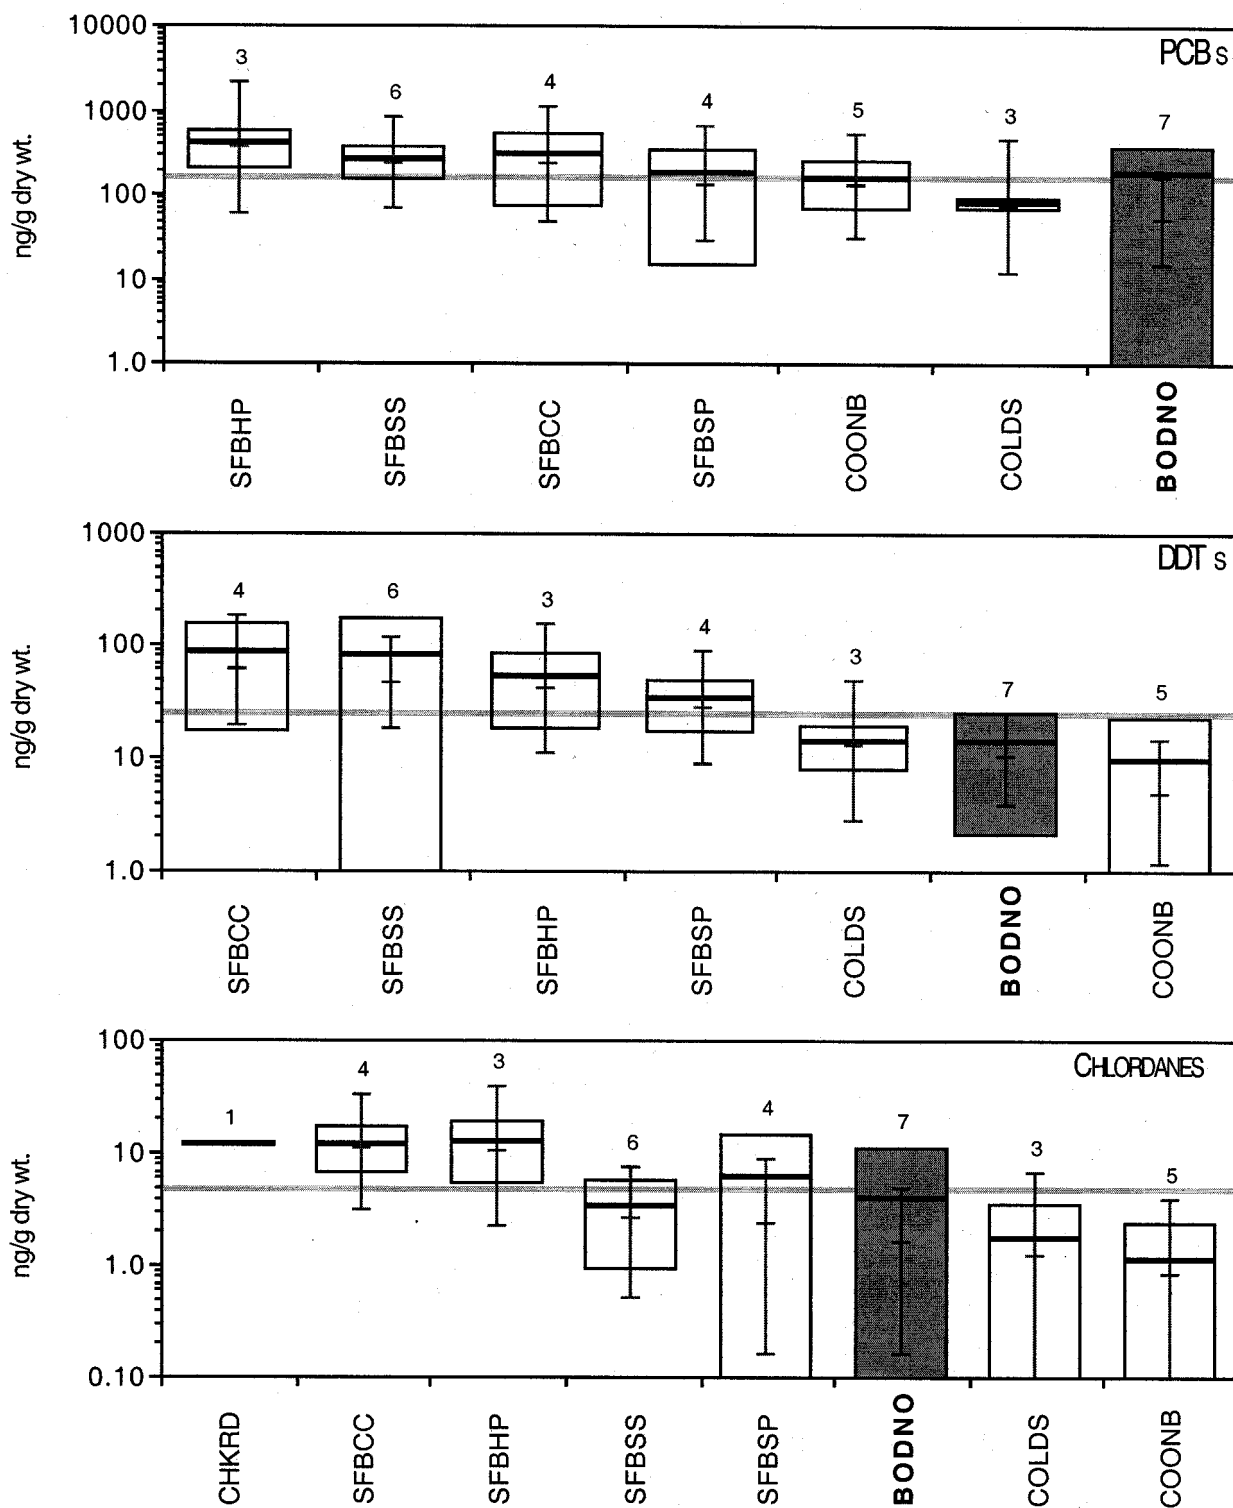 10000
PCBs
3
6
4
4
5
3
7
1000
100
10
1.0
ng/g dry wt.
SFBHP
SFBSS
SFBCC
SFBSP
COONB
COLDS
BODNO
1000
DDTs
4
6
3
4
3
7
5
100
10
1.0
ng/g dry wt.
SFBCC
SFBSS
SFBHP
SFBSP
COLDS
BODNO
COONB
100
CHLORDANES
1
4
3
6
4
7
3
5
10
1.0
0.10
ng/g dry wt.
CHKRD
SFBCC
SFBHP
SFBSS
SFBSP
BODNO
COLDS
COONB